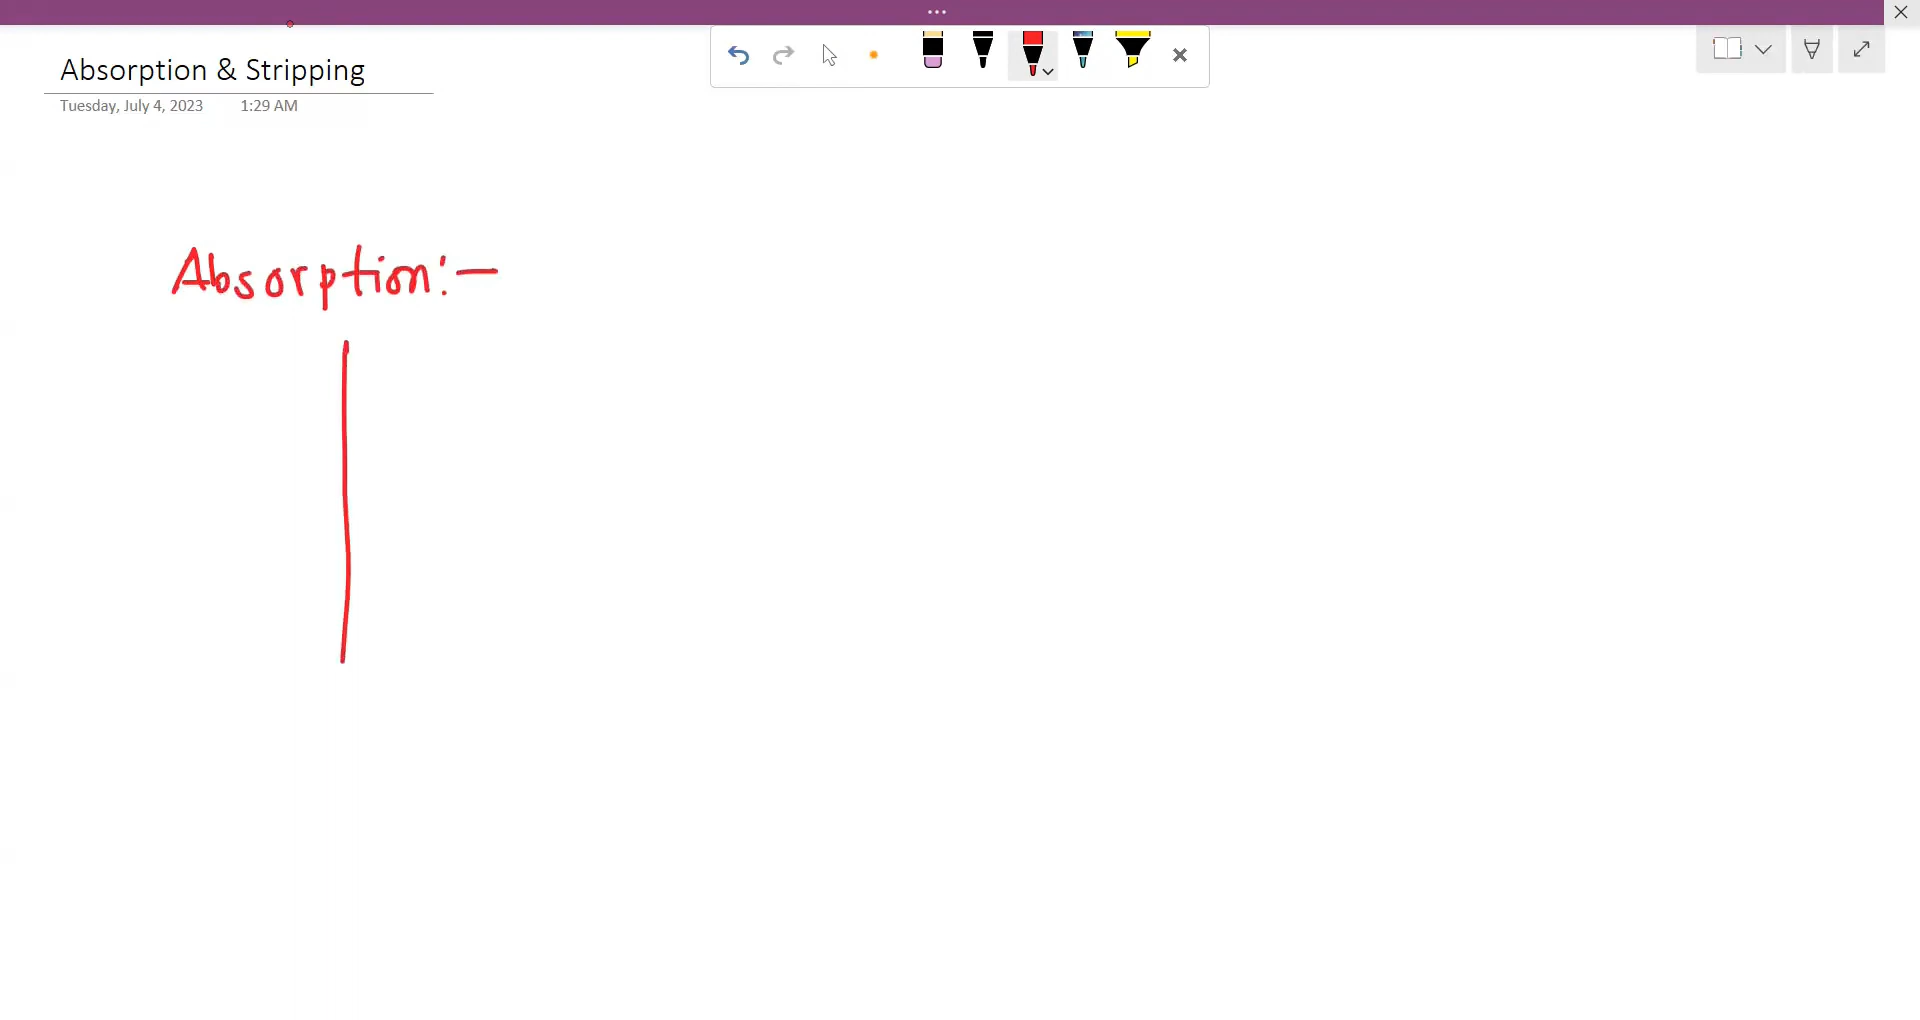 Absorption & Stripping
Tuesday, July 4, 2023 1:29 AM
Absorption:-